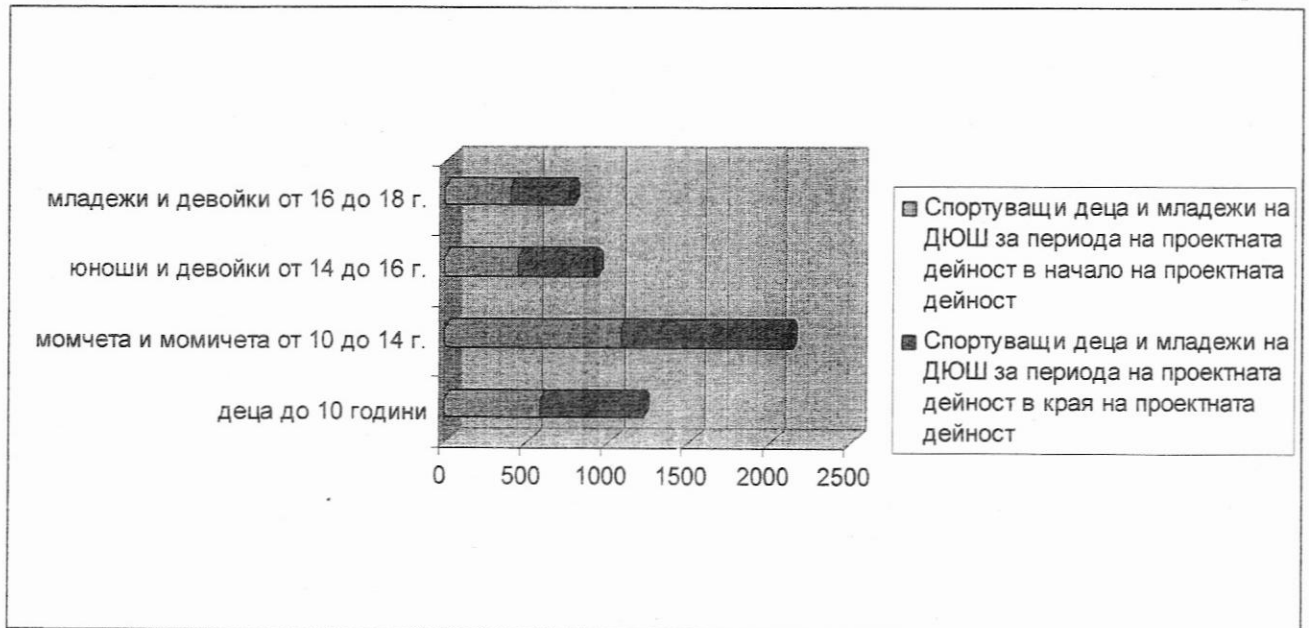 младежи и девойки от 16 до 18 г.
юноши и девойки от 14 до 16 г.
момчета и момичета от 10 до 14 г.
деца до 10 години
0 500 1000 1500 2000 2500
Спортуващи деца и младежи на
ДЮШ за периода на проектната
дейност в начало на проектната
дейност
Спортуващи деца и младежи на
ДЮШ за периода на проектната
дейност в края на проектната
дейност